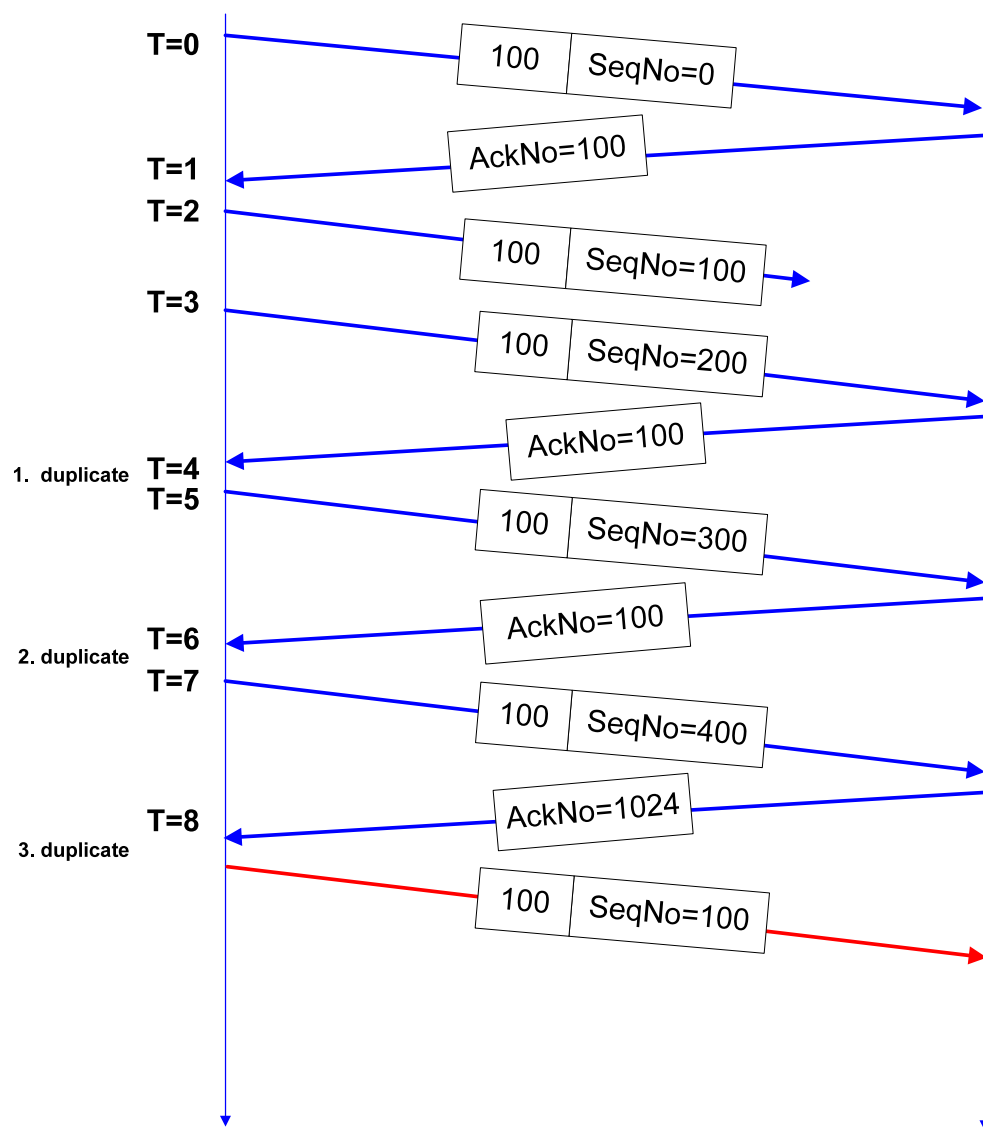 T=0
100 SeqNo=0
AckNo=100
T=1
T=2
100 SeqNo=100
T=3
100 SeqNo=200
AckNo=100
1. duplicate T=4
T=5
100 SeqNo=300
AckNo=100
T=6
2. duplicate
T=7
100 SeqNo=400
AckNo=1024
T=8
3. duplicate
100 SeqNo=100